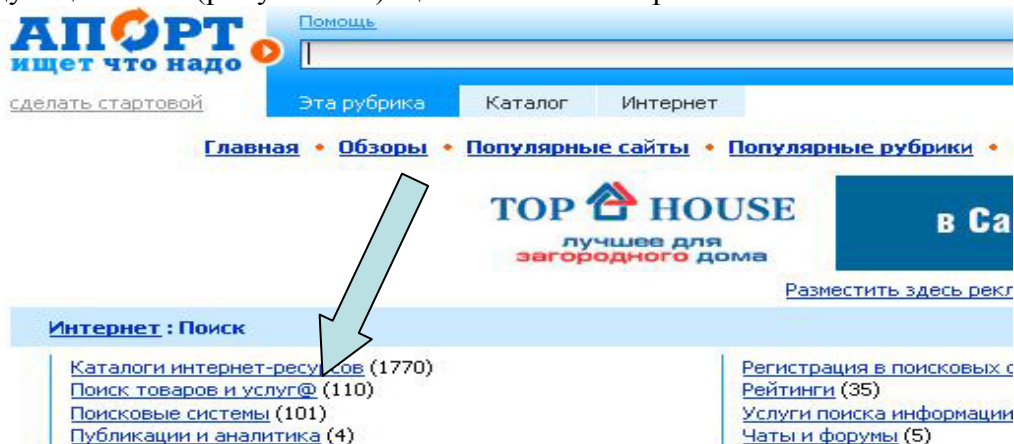 АПОРТ
ищет что надо
Помощь
сделать стартовой
Эта рубрика Каталог Интернет
Главная • Обзоры • Популярные сайты • Популярные рубрики •
TOP HOUSE
лучшее для
загородного дома
в Са
Разместить здесь рекл
Интернет : Поиск
Каталоги интернет-ресурсов (1770)
Поиск товаров и услуг@ (110)
Поисковые системы (101)
Публикации и аналитика (4)
Регистрация в поисковых с
Рейтинги (35)
Услуги поиска информации
Чаты и форумы (5)